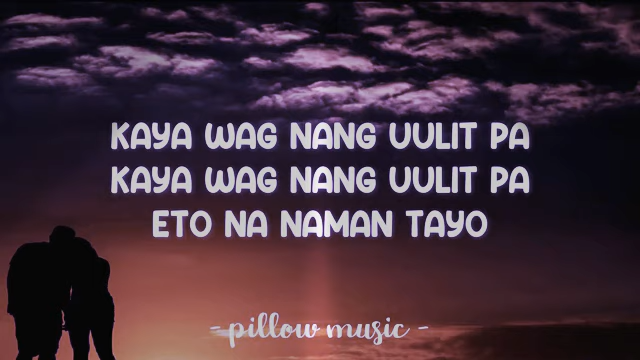 KAYA WAG NANG UULIT PA
KAYA WAG NANG UULIT PA
ETO NA NAMAN TAYO
- pillow music -